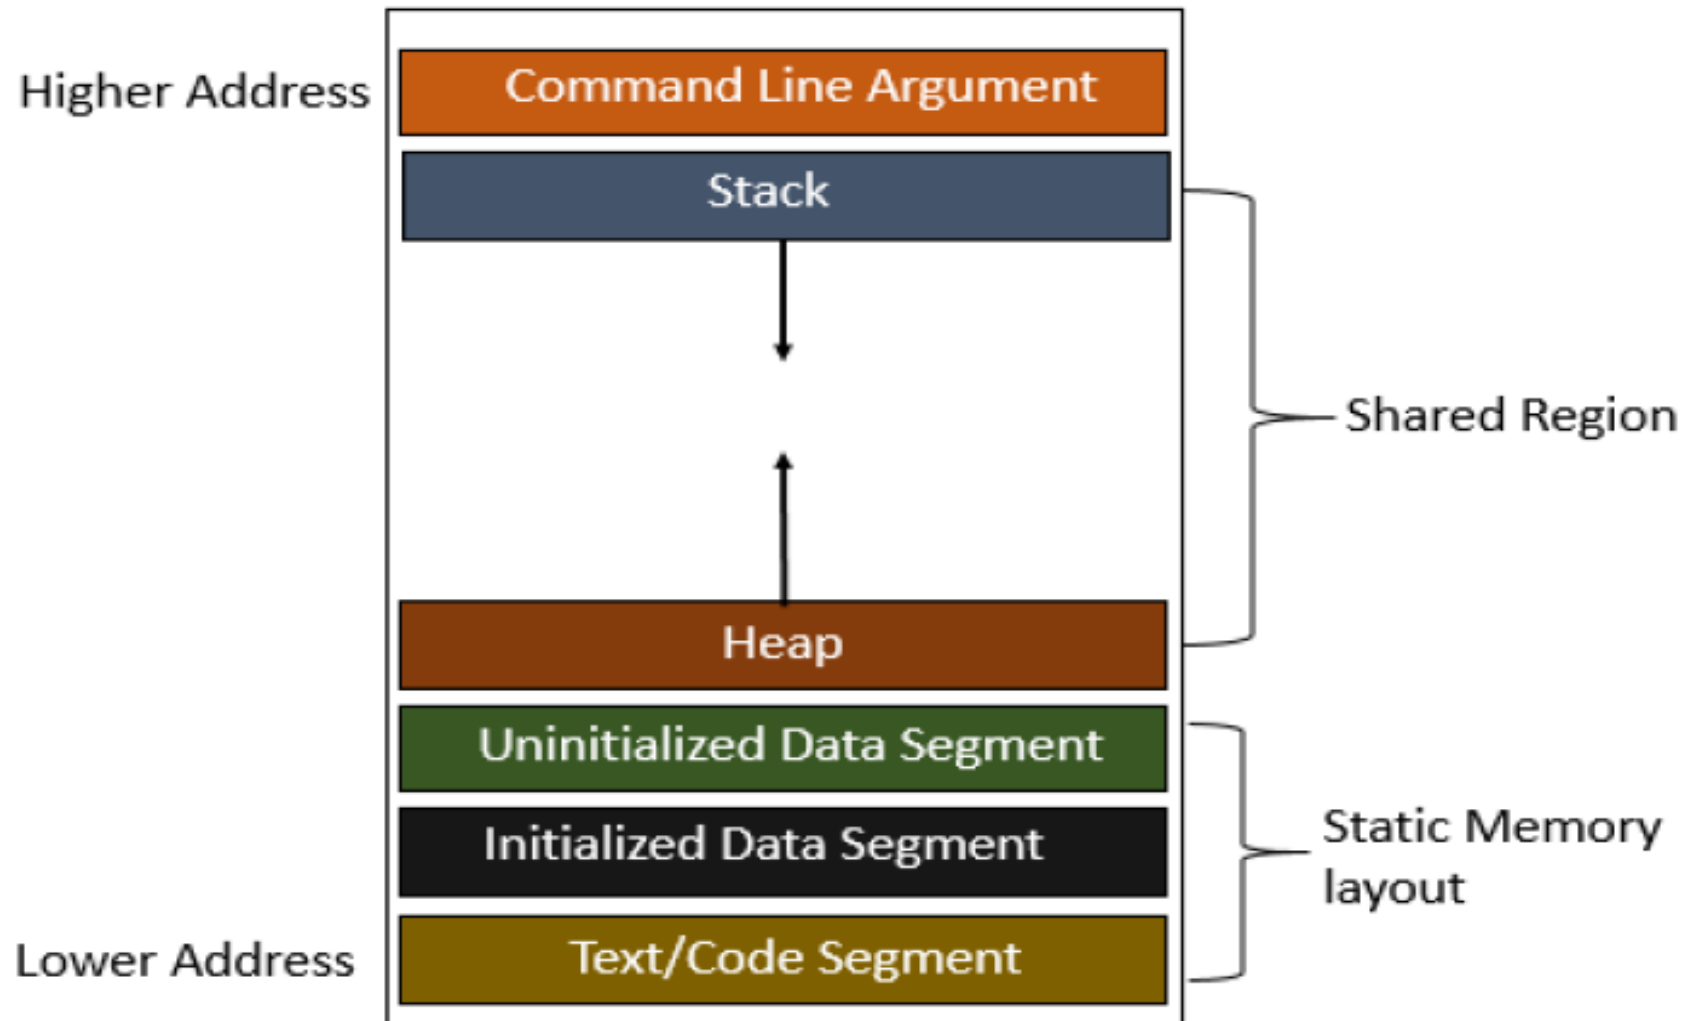 Higher Address
Command Line Argument
Stack
Shared Region
Heap
Uninitialized Data Segment
Initialized Data Segment
Static Memory
layout
Lower Address
Text/Code Segment